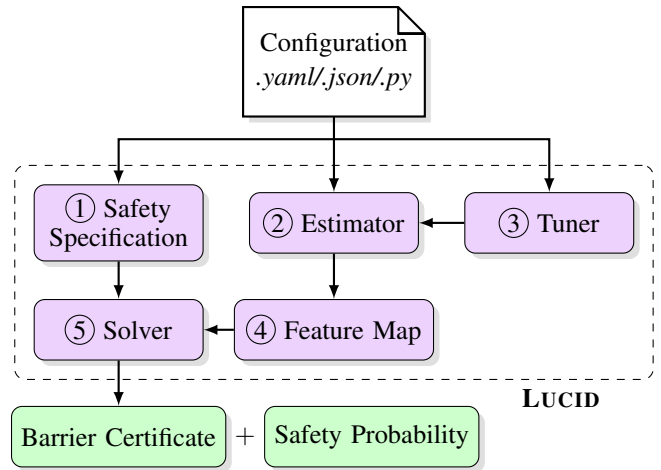 Configuration
.yaml/.json/.py
① Safety
Specification
② Estimator
③ Tuner
⑤ Solver
④ Feature Map
LUCID
Barrier Certificate + Safety Probability